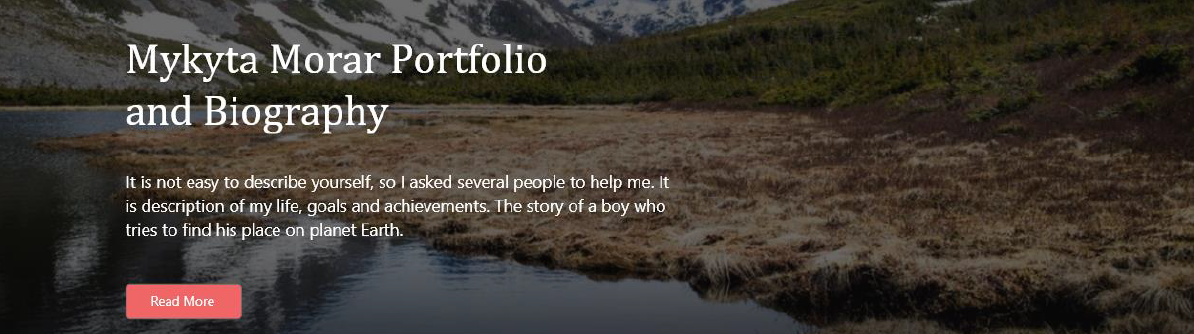 Mykyta Morar Portfolio
and Biography
It is not easy to describe yourself, so I asked several people to help me. It
is description of my life, goals and achievements. The story of a boy who
tries to find his place on planet Earth.
Read More